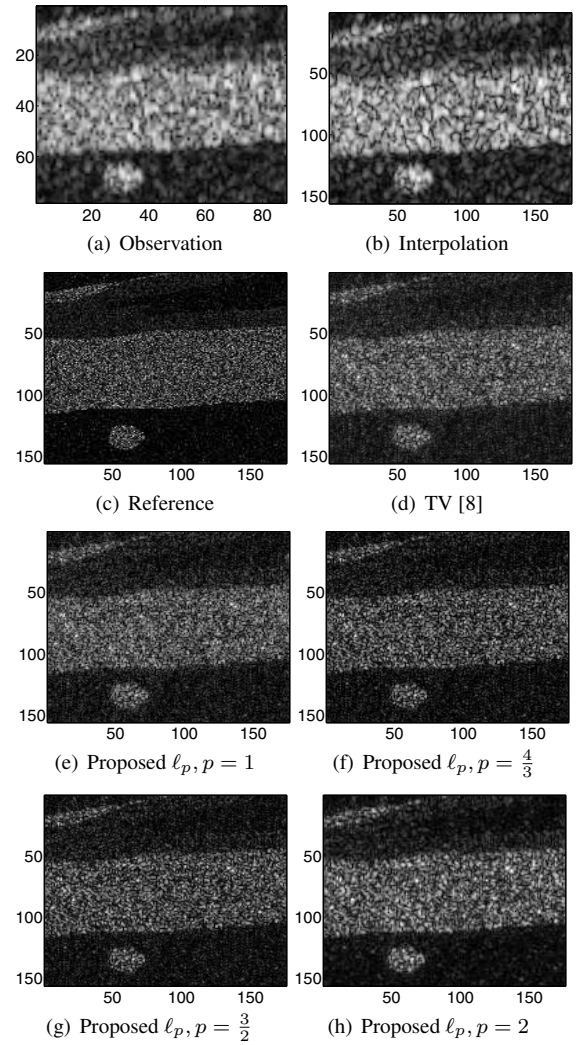 20
40
60
20 40 60 80
(a) Observation
50
100
150
50 100 150
(b) Interpolation
50
100
150
50 100 150
(c) Reference
50
100
150
50 100 150
(d) TV [8]
50
100
150
50 100 150
(e) Proposed ℓp, p = 1
50
100
150
50 100 150
(f) Proposed ℓp, p = 4/3
50
100
150
50 100 150
(g) Proposed ℓp, p = 3/2
50
100
150
50 100 150
(h) Proposed ℓp, p = 2